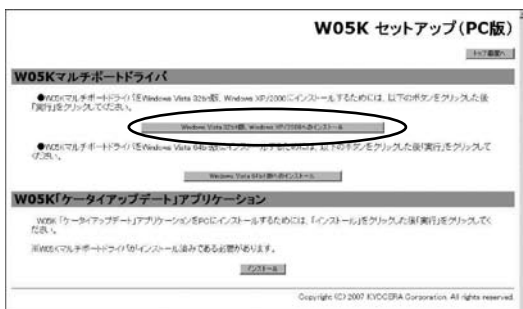 W05K セットアップ(PC版)
トップ画面へ
W05Kマルチポートドライバ
●W05KマルチポートドライバをWindows Vista 32bit版、Windows XP/2000にインストールするためには、以下のボタンをクリックした後
「実行」をクリックしてください。
Windows Vista 32bit版、Windows XP/2000へのインストール
●W05KマルチポートドライバをWindows Vista 64bit版にインストールするためには、以下のボタンをクリックした後「実行」をクリックして
ください。
Windows Vista 64bit版へのインストール
W05K「ケータイアップデート」アプリケーション
W05K「ケータイアップデート」アプリケーションをPCにインストールするためには、「インストール」をクリックした後「実行」をクリックしてく
ださい。
※W05Kマルチポートドライバがインストール済みである必要があります。
インストール
Copyright (C) 2007 KYOCERA Corporation. All rights reserved.